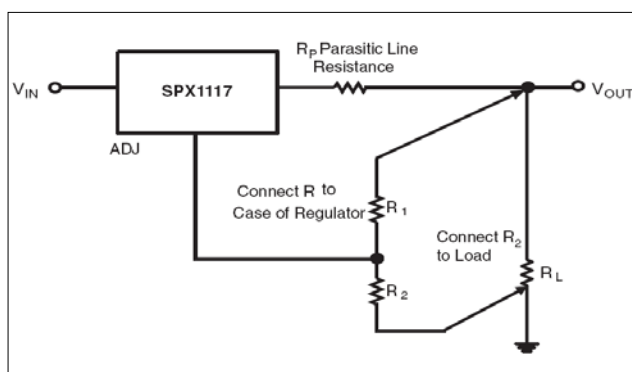 R_P Parasitic Line
Resistance
V_IN
SPX1117
V_OUT
ADJ
Connect R to
Case of Regulator
R_1
Connect R_2
to Load
R_2
R_L